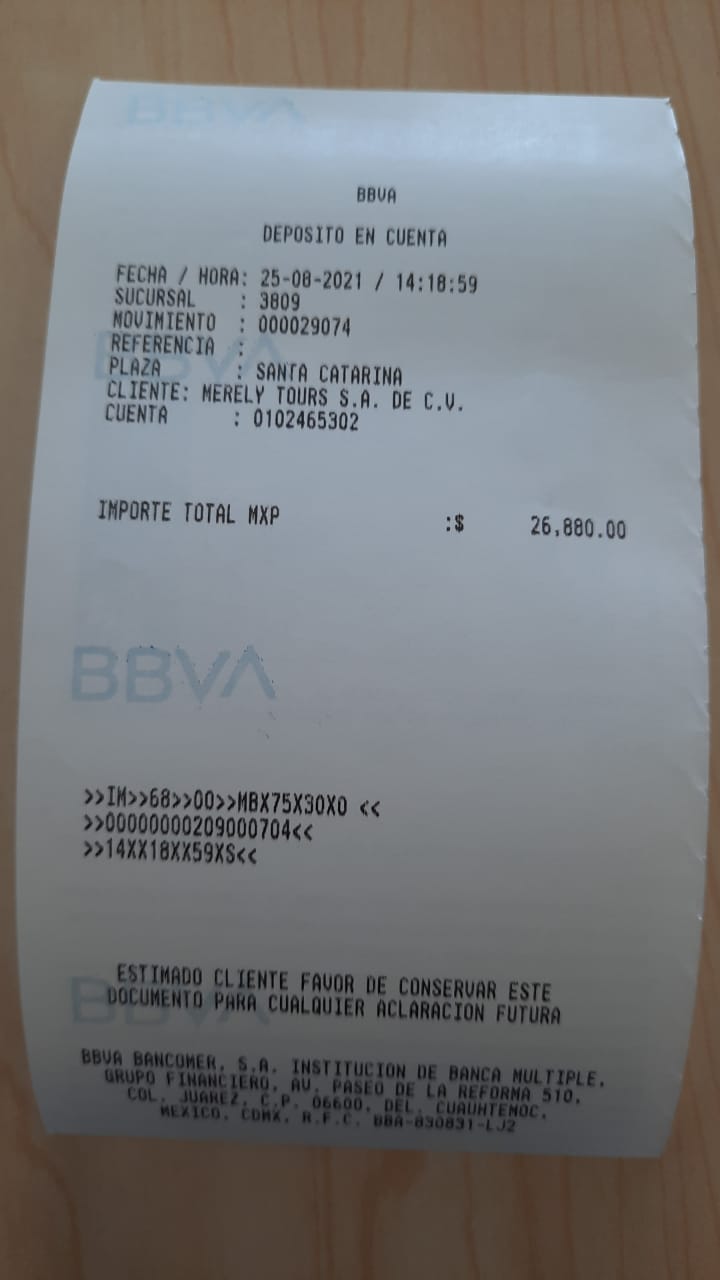 BBVA
BBVA
DEPOSITO EN CUENTA
FECHA / HORA: 25-08-2021 / 14:18:59
SUCURSAL : 3809
MOVIMIENTO : 000029074
REFERENCIA :
PLAZA : SANTA CATARINA
CLIENTE: MERELY TOURS S.A. DE C.V.
CUENTA : 0102465302
BBVA
IMPORTE TOTAL MXP :$ 26,880.00
BBVA
>>IM>>68>>00>>MBX75X30X0 <<
>>00000000209000704<<
>>14XX18XX59XS<<
ESTIMADO CLIENTE FAVOR DE CONSERVAR ESTE
DOCUMENTO PARA CUALQUIER ACLARACION FUTURA
BBVA
BBVA BANCOMER, S.A. INSTITUCION DE BANCA MULTIPLE,
GRUPO FINANCIERO, AV. PASEO DE LA REFORMA 510,
COL. JUAREZ, C.P. 06600, DEL. CUAUHTEMOC,
MEXICO, CDMX, R.F.C. BBA-830831-LJ2